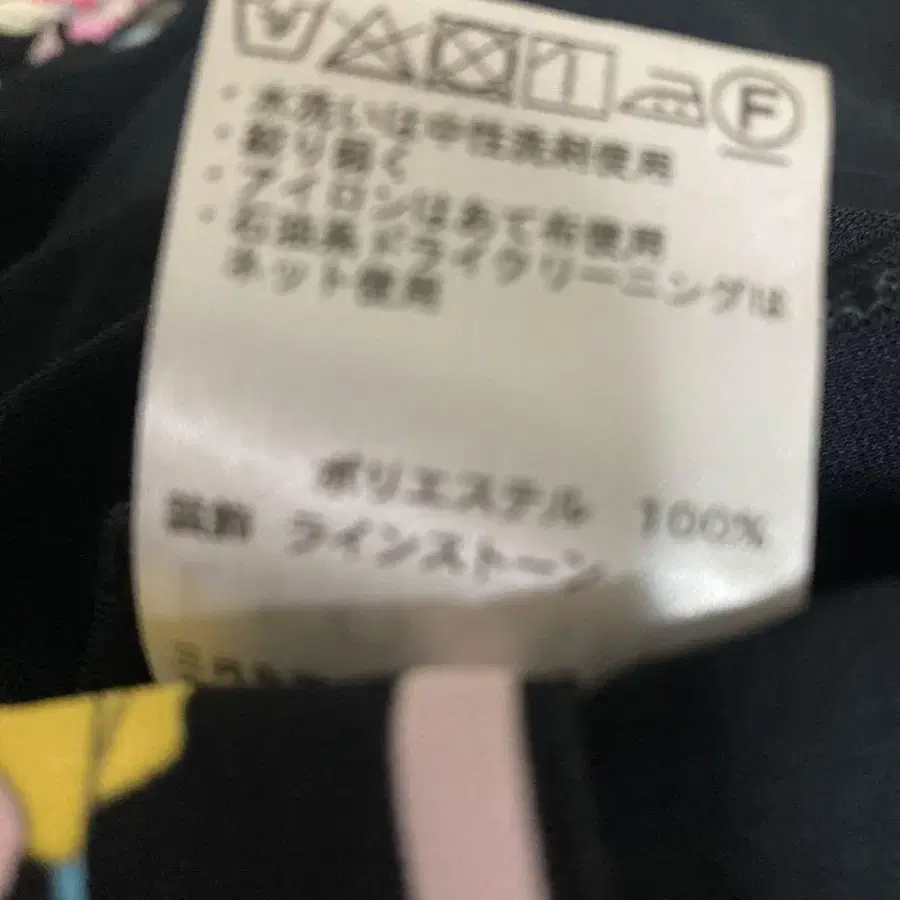 F
・水洗いは中性洗剤使用
・絞り弱く
・アイロンはあて布使用
・石油系ドライクリーニングは
ネット使用
ポリエステル 100%
装飾 ラインストーン